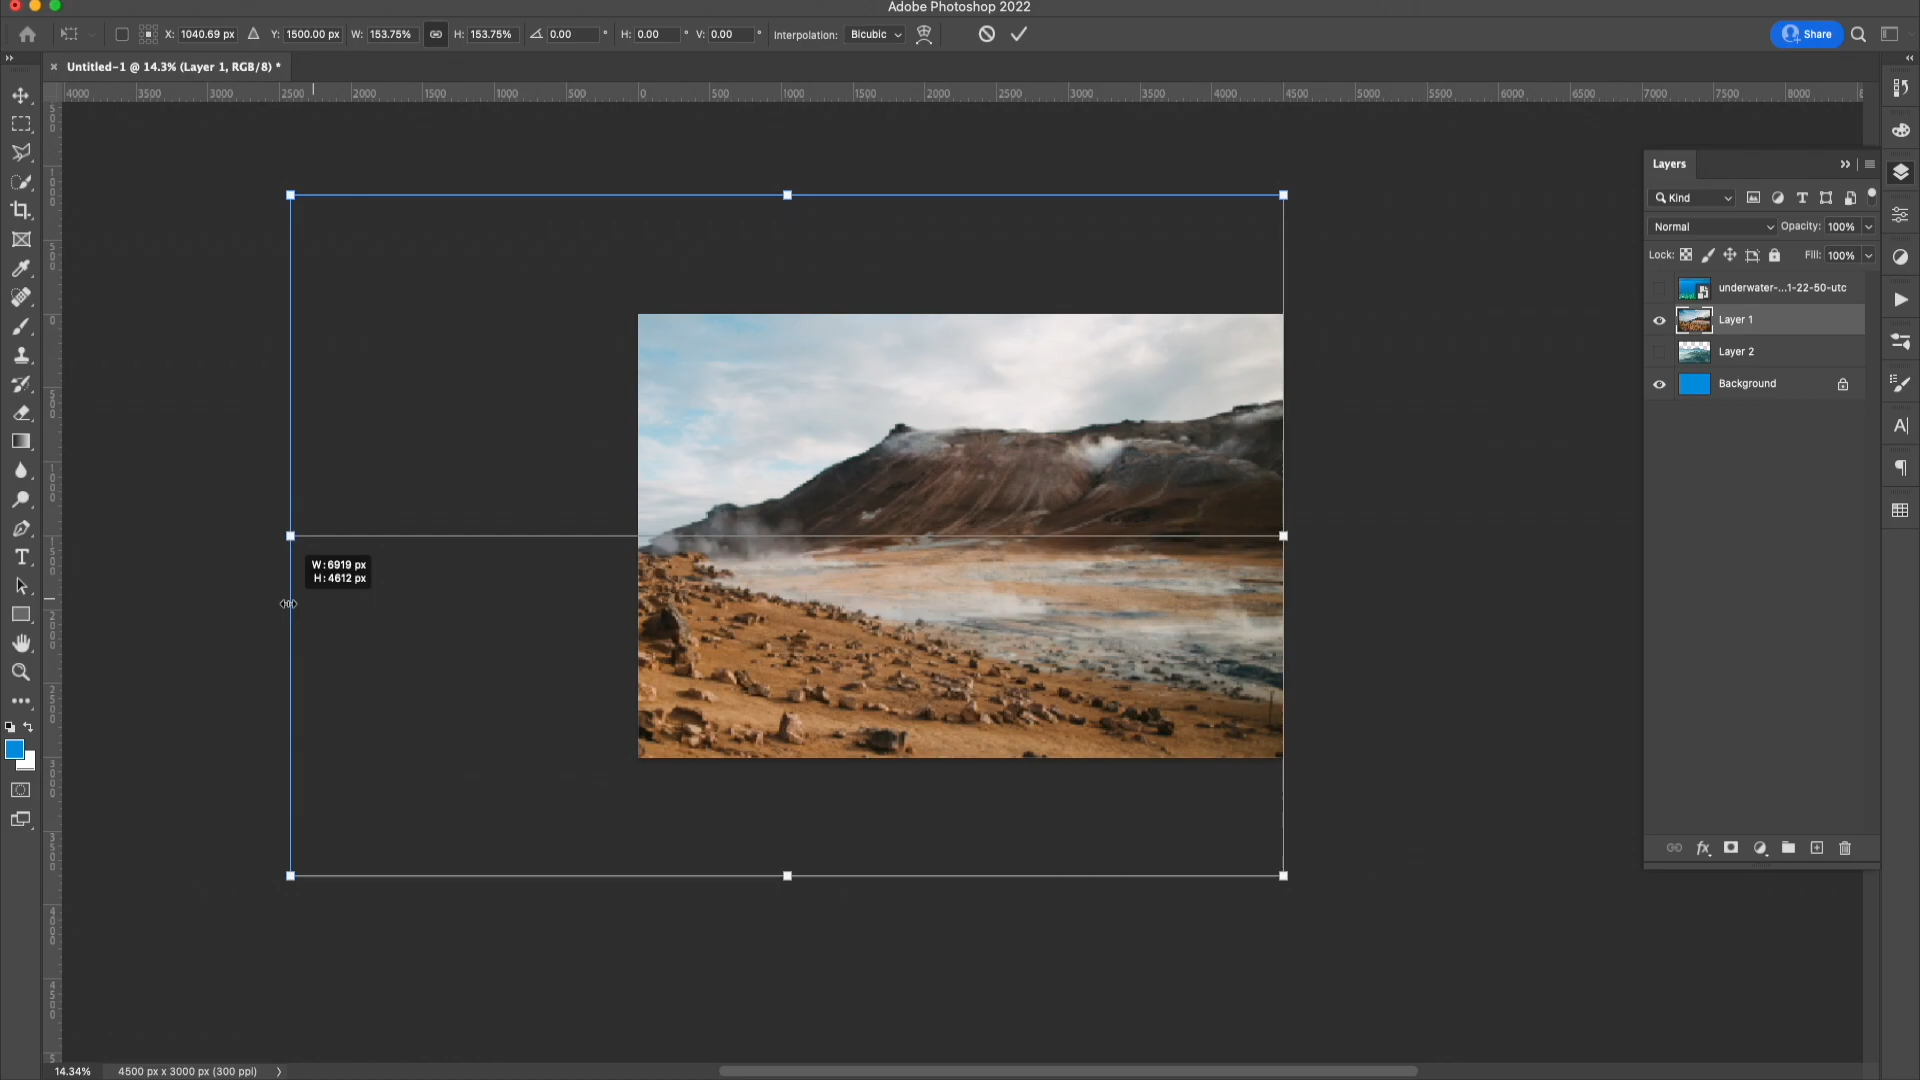 Adobe Photoshop 2022
X: 1040.69 px Y: 1500.00 px W: 153.75% H: 153.75% 0.00 ° H: 0.00 ° V: 0.00 ° Interpolation: Bicubic Share
× Untitled-1 @ 14.3% (Layer 1, RGB/8) *
4000 3500 3000 2500 2000 1500 1000 500 0 500 1000 1500 2000 2500 3000 3500 4000 4500 5000 5500 6000 6500 7000 7500 8000
Layers
Kind
Normal Opacity: 100%
Lock: Fill: 100%
underwater-...1-22-50-utc
Layer 1
Layer 2
Background
W: 6919 px
H: 4612 px
fx
14.34% 4500 px x 3000 px (300 ppi)